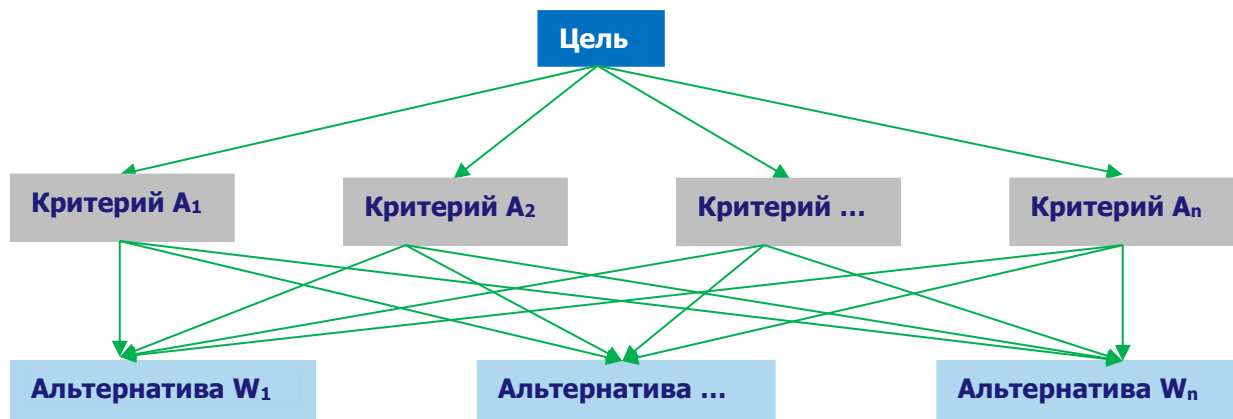 Цель
Критерий A₁
Критерий A₂
Критерий ...
Критерий Aₙ
Альтернатива W₁
Альтернатива ...
Альтернатива Wₙ